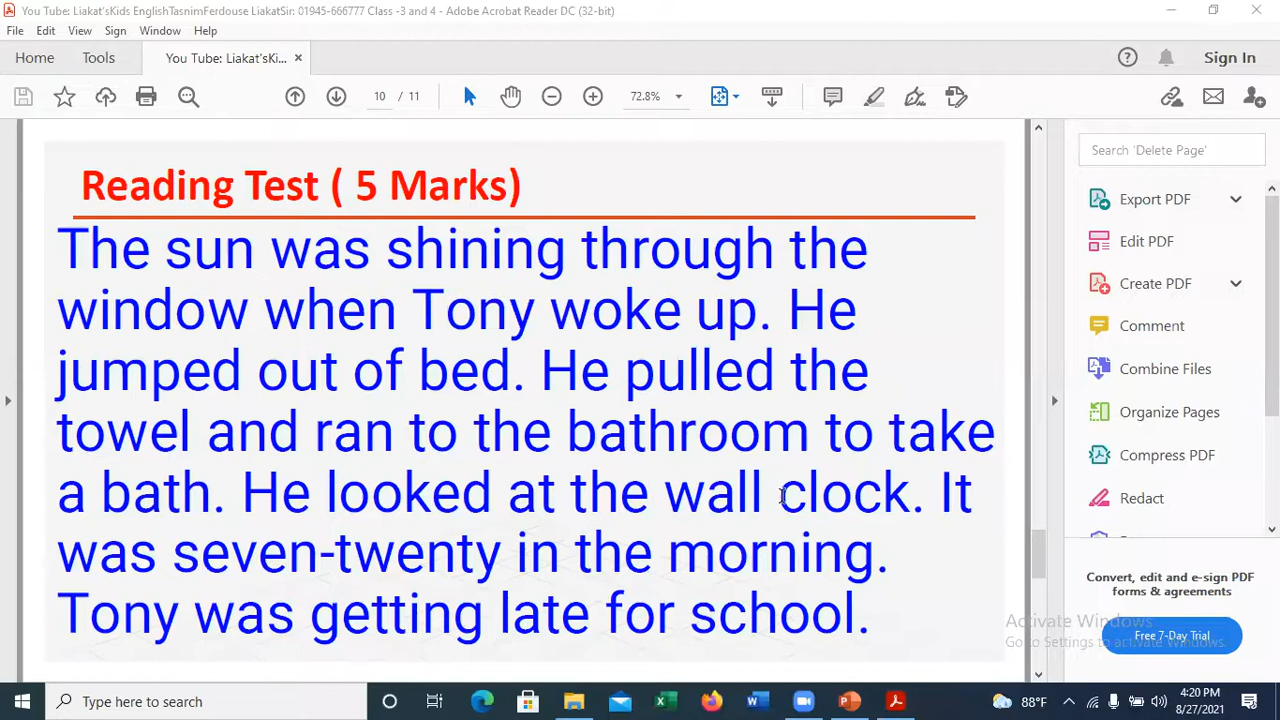 You Tube: Liakat'sKids EnglishTasnimFerdouse LiakatSir: 01945-666777 Class -3 and 4 - Adobe Acrobat Reader DC (32-bit)
File Edit View Sign Window Help
Home Tools You Tube: Liakat'sKi... × Sign In
10 / 11 72.8%
Search 'Delete Page'
Reading Test ( 5 Marks)
The sun was shining through the
window when Tony woke up. He
jumped out of bed. He pulled the
towel and ran to the bathroom to take
a bath. He looked at the wall clock. It
was seven-twenty in the morning.
Tony was getting late for school.
Export PDF
Edit PDF
Create PDF
Comment
Combine Files
Organize Pages
Compress PDF
Redact
Convert, edit and e-sign PDF
forms & agreements
Activate Windows
Go to Settings to activate Windows.
Free 7-Day Trial
Type here to search
88°F
4:20 PM
8/27/2021